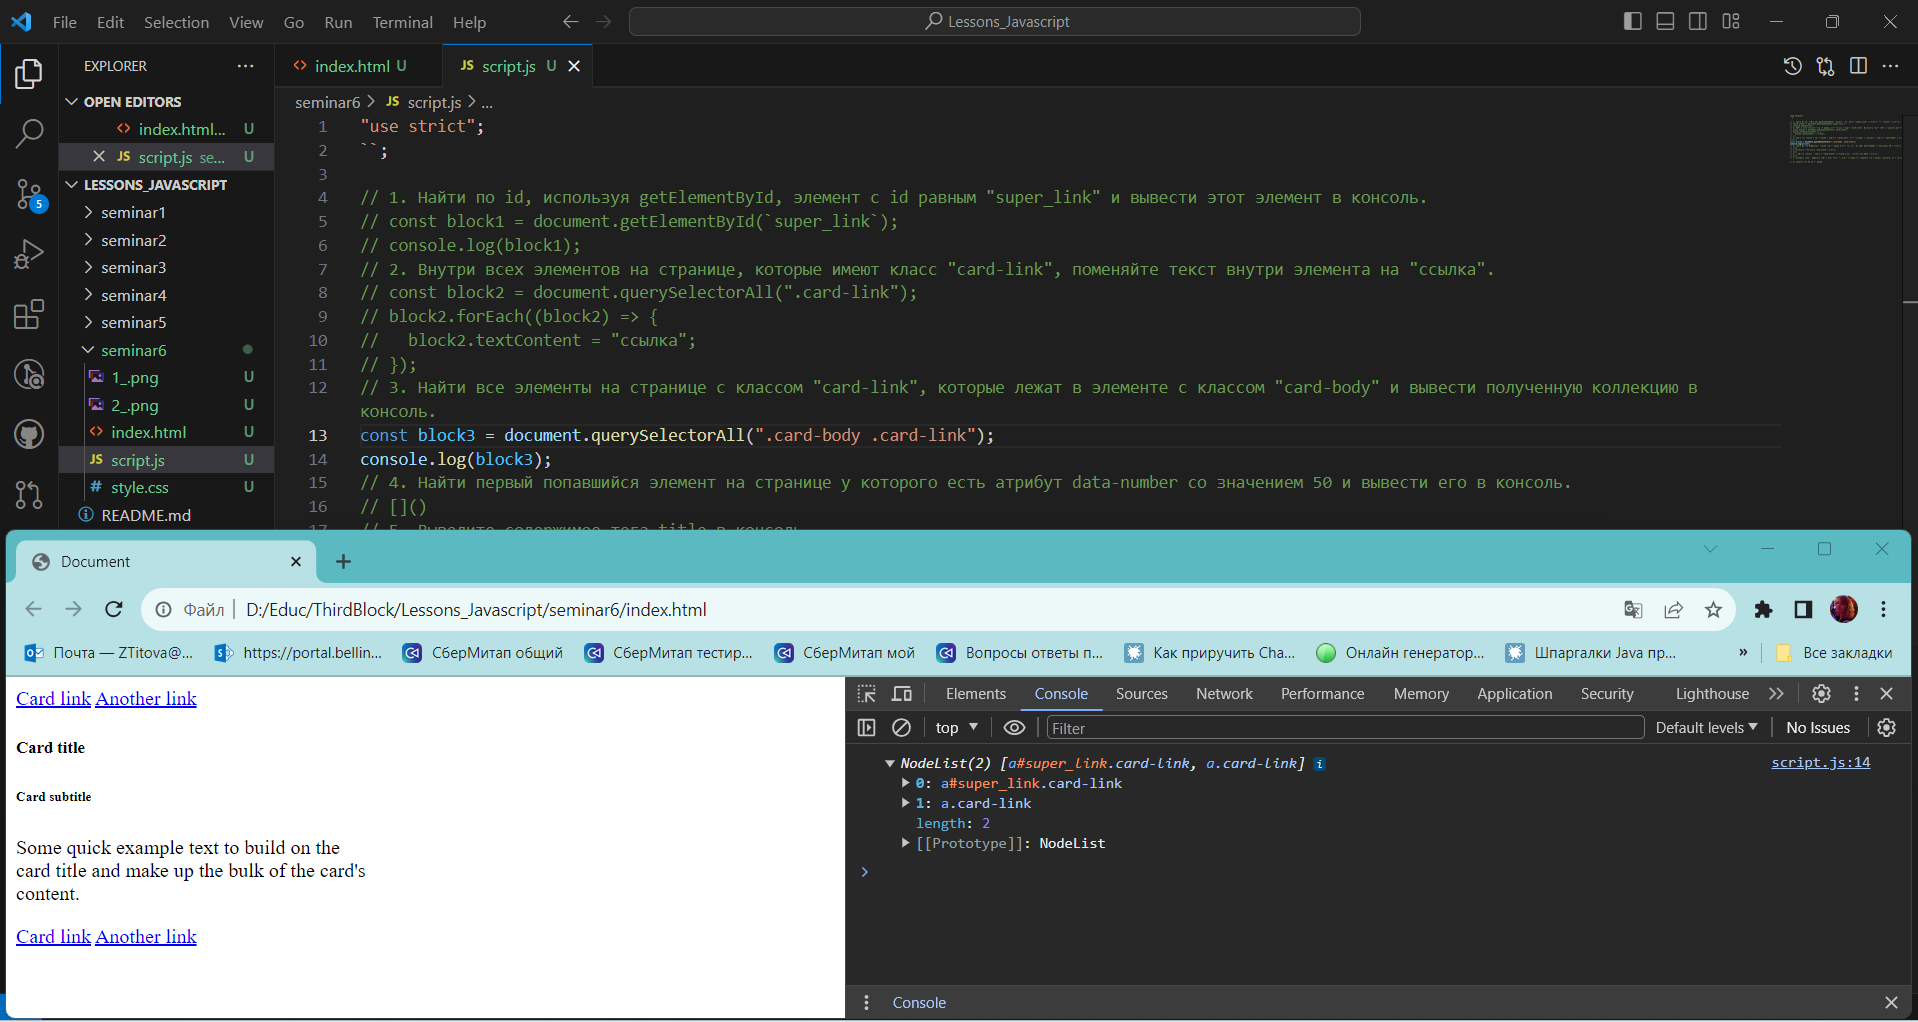 File Edit Selection View Go Run Terminal Help
Lessons_Javascript
EXPLORER
OPEN EDITORS
index.html... U
script.js se... U
LESSONS_JAVASCRIPT
seminar1
seminar2
seminar3
seminar4
seminar5
seminar6
1_.png U
2_.png U
index.html U
script.js U
style.css U
README.md
5
index.html U
JS script.js U
seminar6 > JS script.js > ...
1 "use strict";
2 ``;
3
4 // 1. Найти по id, используя getElementById, элемент с id равным "super_link" и вывести этот элемент в консоль.
5 // const block1 = document.getElementById(`super_link`);
6 // console.log(block1);
7 // 2. Внутри всех элементов на странице, которые имеют класс "card-link", поменяйте текст внутри элемента на "ссылка".
8 // const block2 = document.querySelectorAll(".card-link");
9 // block2.forEach((block2) => {
10 //   block2.textContent = "ссылка";
11 // });
12 // 3. Найти все элементы на странице с классом "card-link", которые лежат в элементе с классом "card-body" и вывести полученную коллекцию в
консоль.
13 const block3 = document.querySelectorAll(".card-body .card-link");
14 console.log(block3);
15 // 4. Найти первый попавшийся элемент на странице у которого есть атрибут data-number со значением 50 и вывести его в консоль.
16 // []()
17 // 5. Выведите содержимое тега title в консоль
Document
Файл D:/Educ/ThirdBlock/Lessons_Javascript/seminar6/index.html
Почта — ZTitova@... https://portal.bellin... СберМитап общий СберМитап тестир... СберМитап мой Вопросы ответы п... Как приручить Cha... Онлайн генератор... Шпаргалки Java пр... » Все закладки
Card link Another link
Card title
Card subtitle
Some quick example text to build on the
card title and make up the bulk of the card's
content.
Card link Another link
Elements Console Sources Network Performance Memory Application Security Lighthouse
top Filter Default levels No Issues
NodeList(2) [a#super_link.card-link, a.card-link] i script.js:14
0: a#super_link.card-link
1: a.card-link
length: 2
[[Prototype]]: NodeList
Console